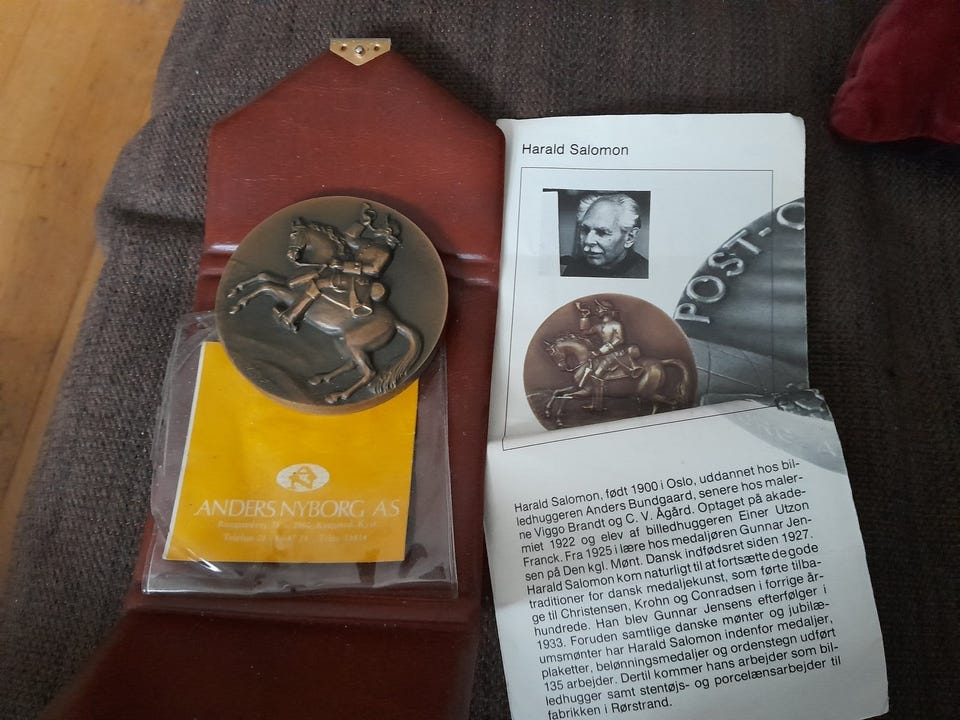 Harald Salomon
POST-
ANDERS NYBORG A/S
Harald Salomon, født 1900 i Oslo, uddannet hos bil-
ledhuggeren Anders Bundgaard, senere hos maler-
ne Viggo Brandt og C. V. Ågård. Optaget på akade-
miet 1922 og elev af billedhuggeren Einer Utzon
Franck. Fra 1925 i lære hos medaljøren Gunnar Jen-
sen på Den kgl. Mønt. Dansk indfødsret siden 1927.
Harald Salomon kom naturligt til at fortsætte de gode
traditioner for dansk medaljekunst, som førte tilba-
ge til Christensen, Krohn og Conradsen i forrige år-
hundrede. Han blev Gunnar Jensens efterfølger i
1933. Foruden samtlige danske mønter og jubilæ-
umsmønter har Harald Salomon indenfor medaljer,
plaketter, belønningsmedaljer og ordenstegn udført
135 arbejder. Dertil kommer hans arbejder som bil-
ledhugger samt stentøjs- og porcelænsarbejder til
fabrikken i Rørstrand.